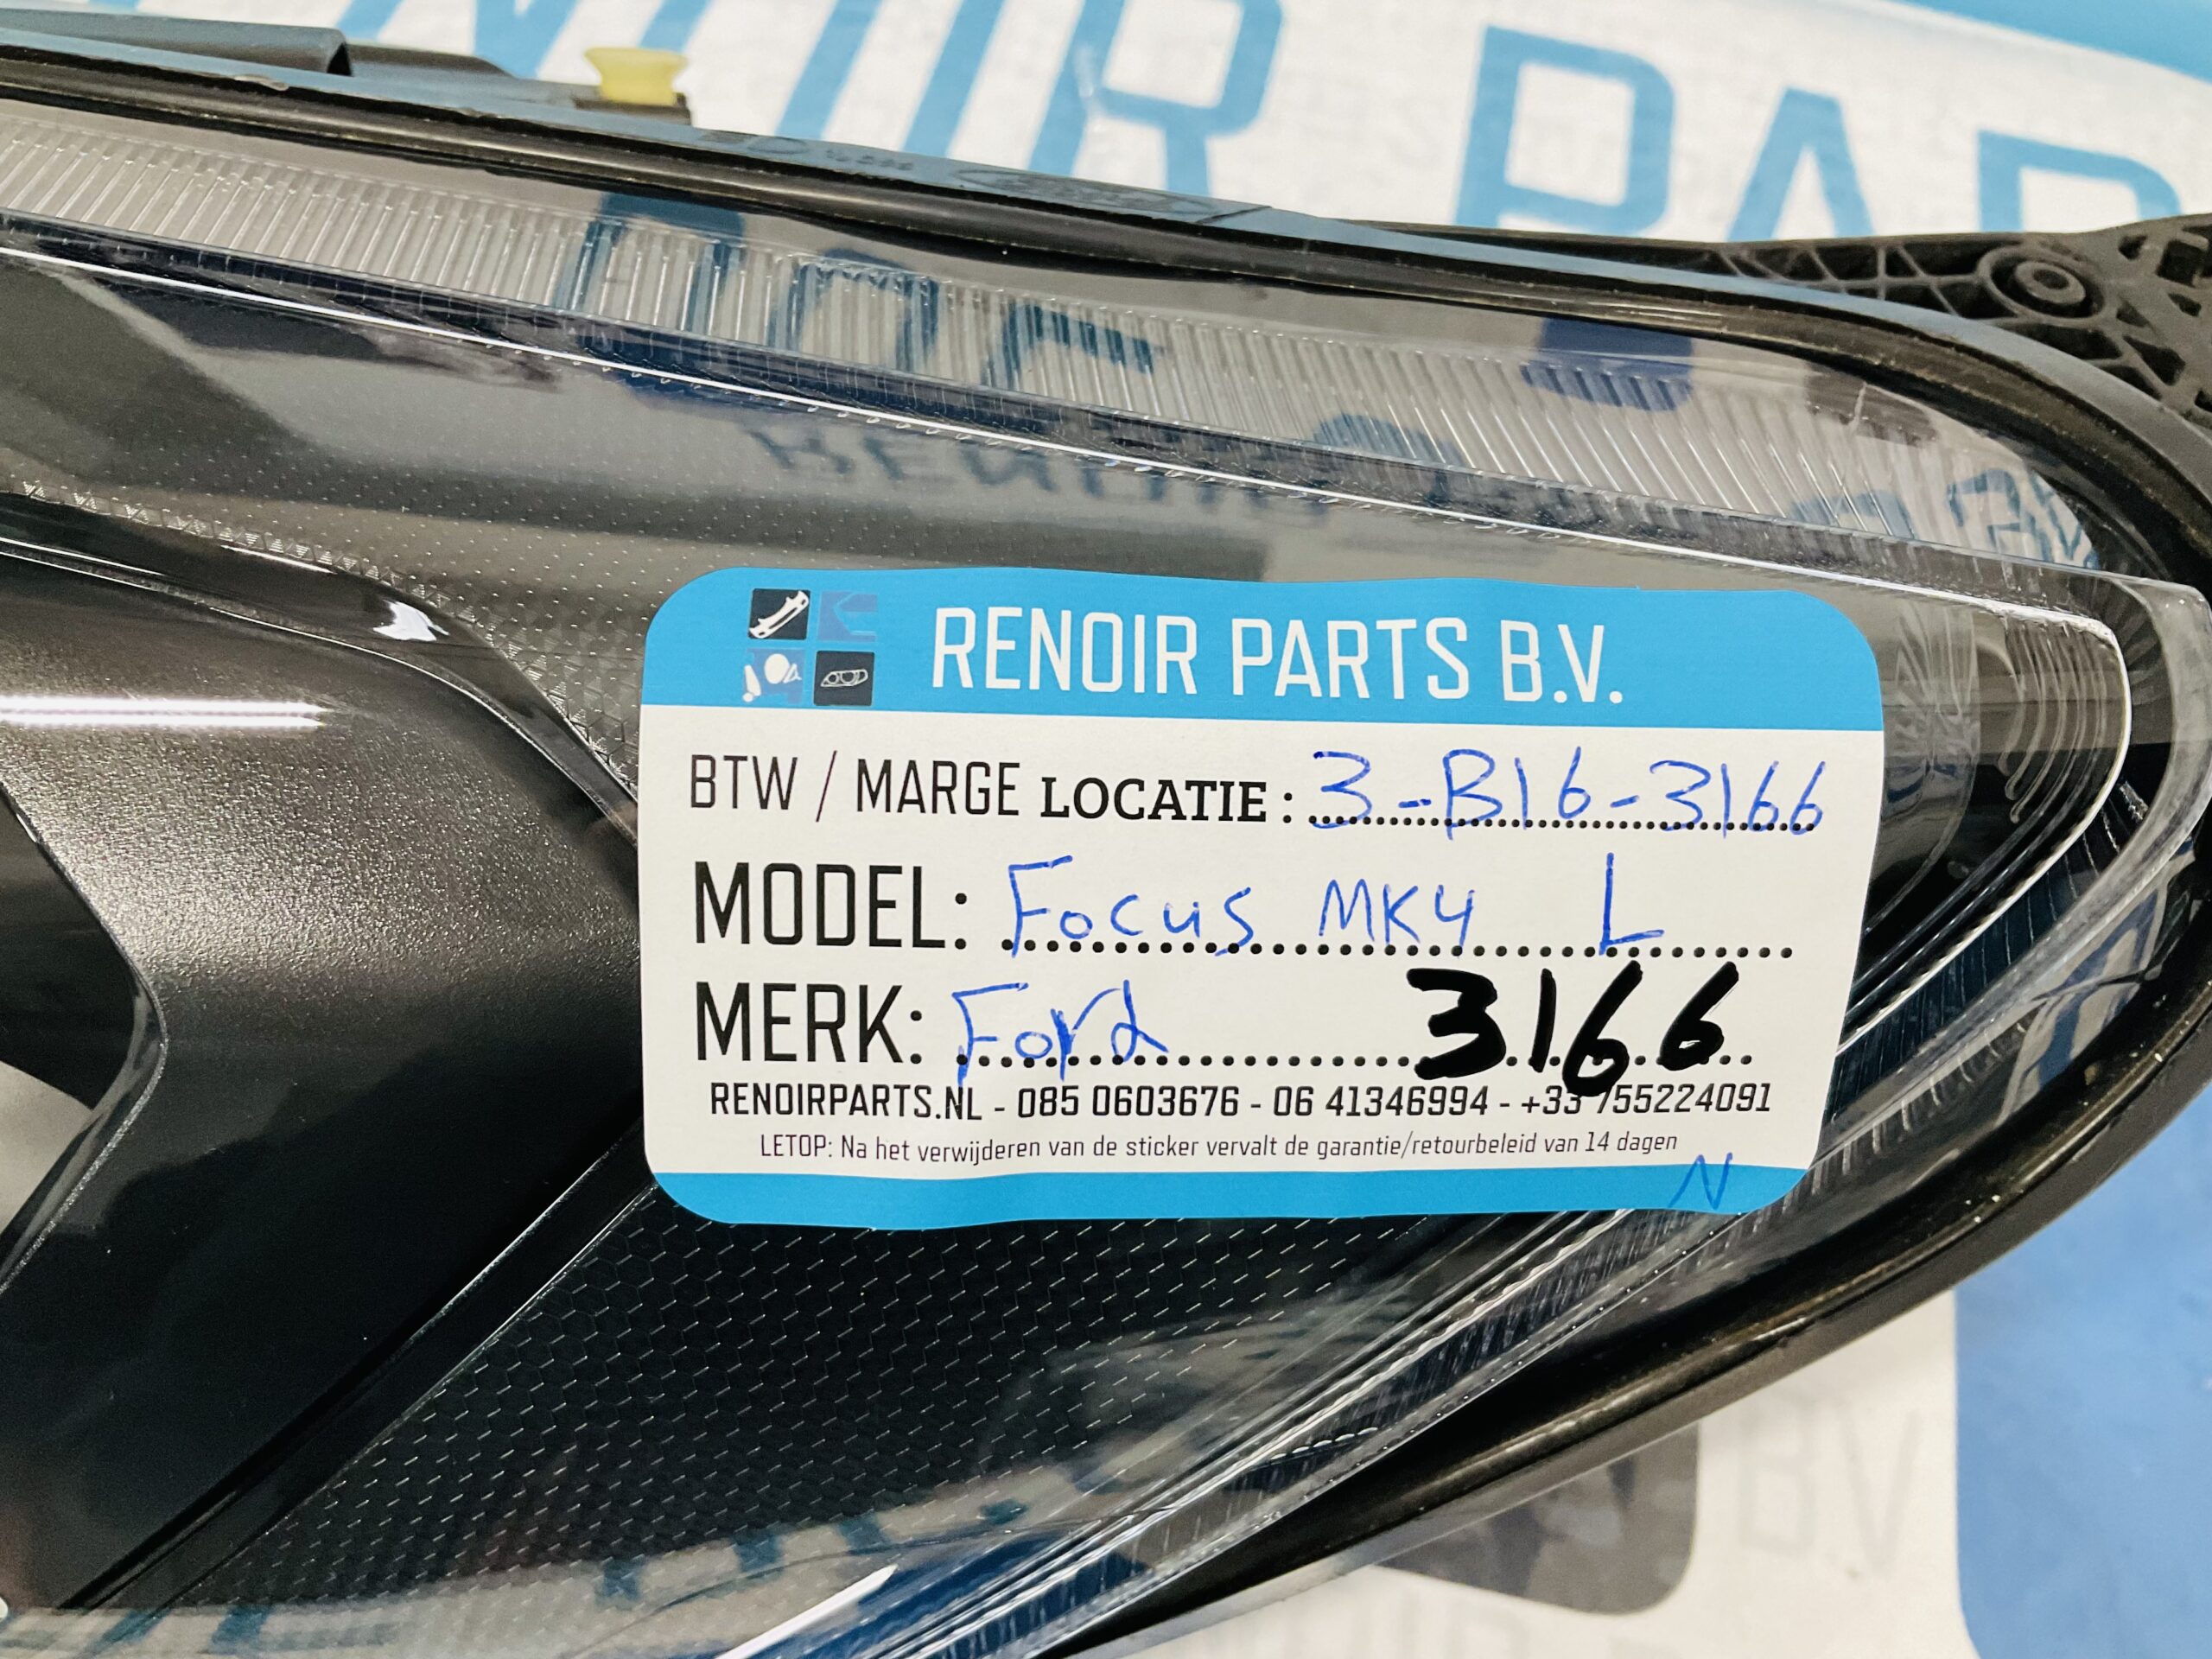 RENOIR PARTS B.V.
BTW / MARGE LOCATIE : 3-B16-3166
MODEL: Focus MK4 L
MERK: Ford 3166
RENOIRPARTS.NL - 085 0603676 - 06 41346994 - +33 755224091
LETOP: Na het verwijderen van de sticker vervalt de garantie/retourbeleid van 14 dagen
N